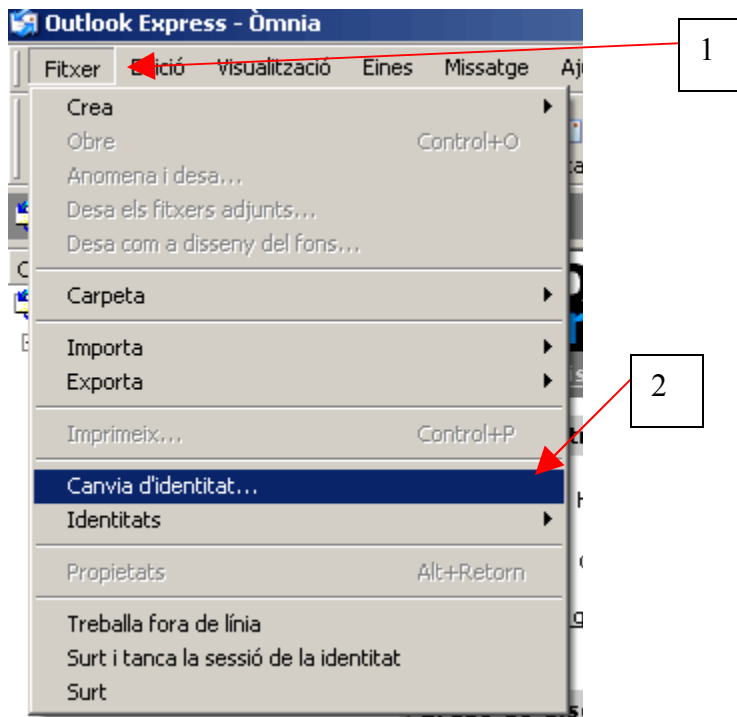 Outlook Express - Òmnia
1
Fitxer Edició Visualització Eines Missatge
Crea
Obre Control+O
Anomena i desa...
Desa els fitxers adjunts...
Desa com a disseny del fons...
Carpeta
Importa
Exporta
2
Imprimeix... Control+P
Canvia d'identitat...
Identitats
Propietats Alt+Retorn
Treballa fora de línia
Surt i tanca la sessió de la identitat
Surt